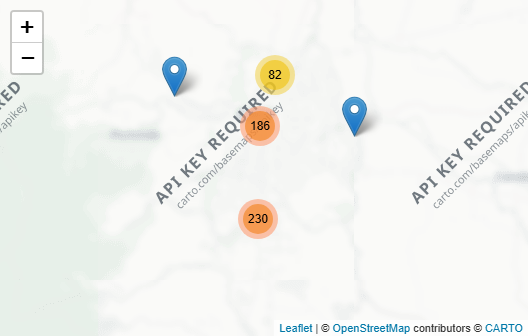 +
−
82
186
230
API KEY REQUIRED
carto.com/basemaps/apikey
API KEY REQUIRED
carto.com/basemaps/apikey
Leaflet | © OpenStreetMap contributors © CARTO